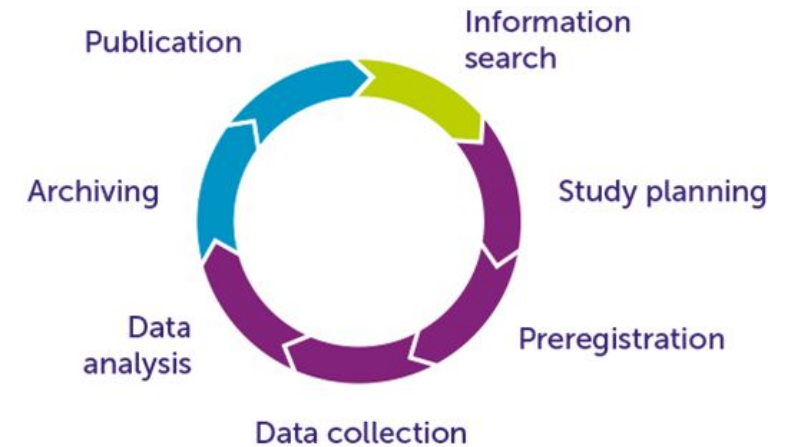 Publication
Information
search
Archiving
Study planning
Data
analysis
Preregistration
Data collection